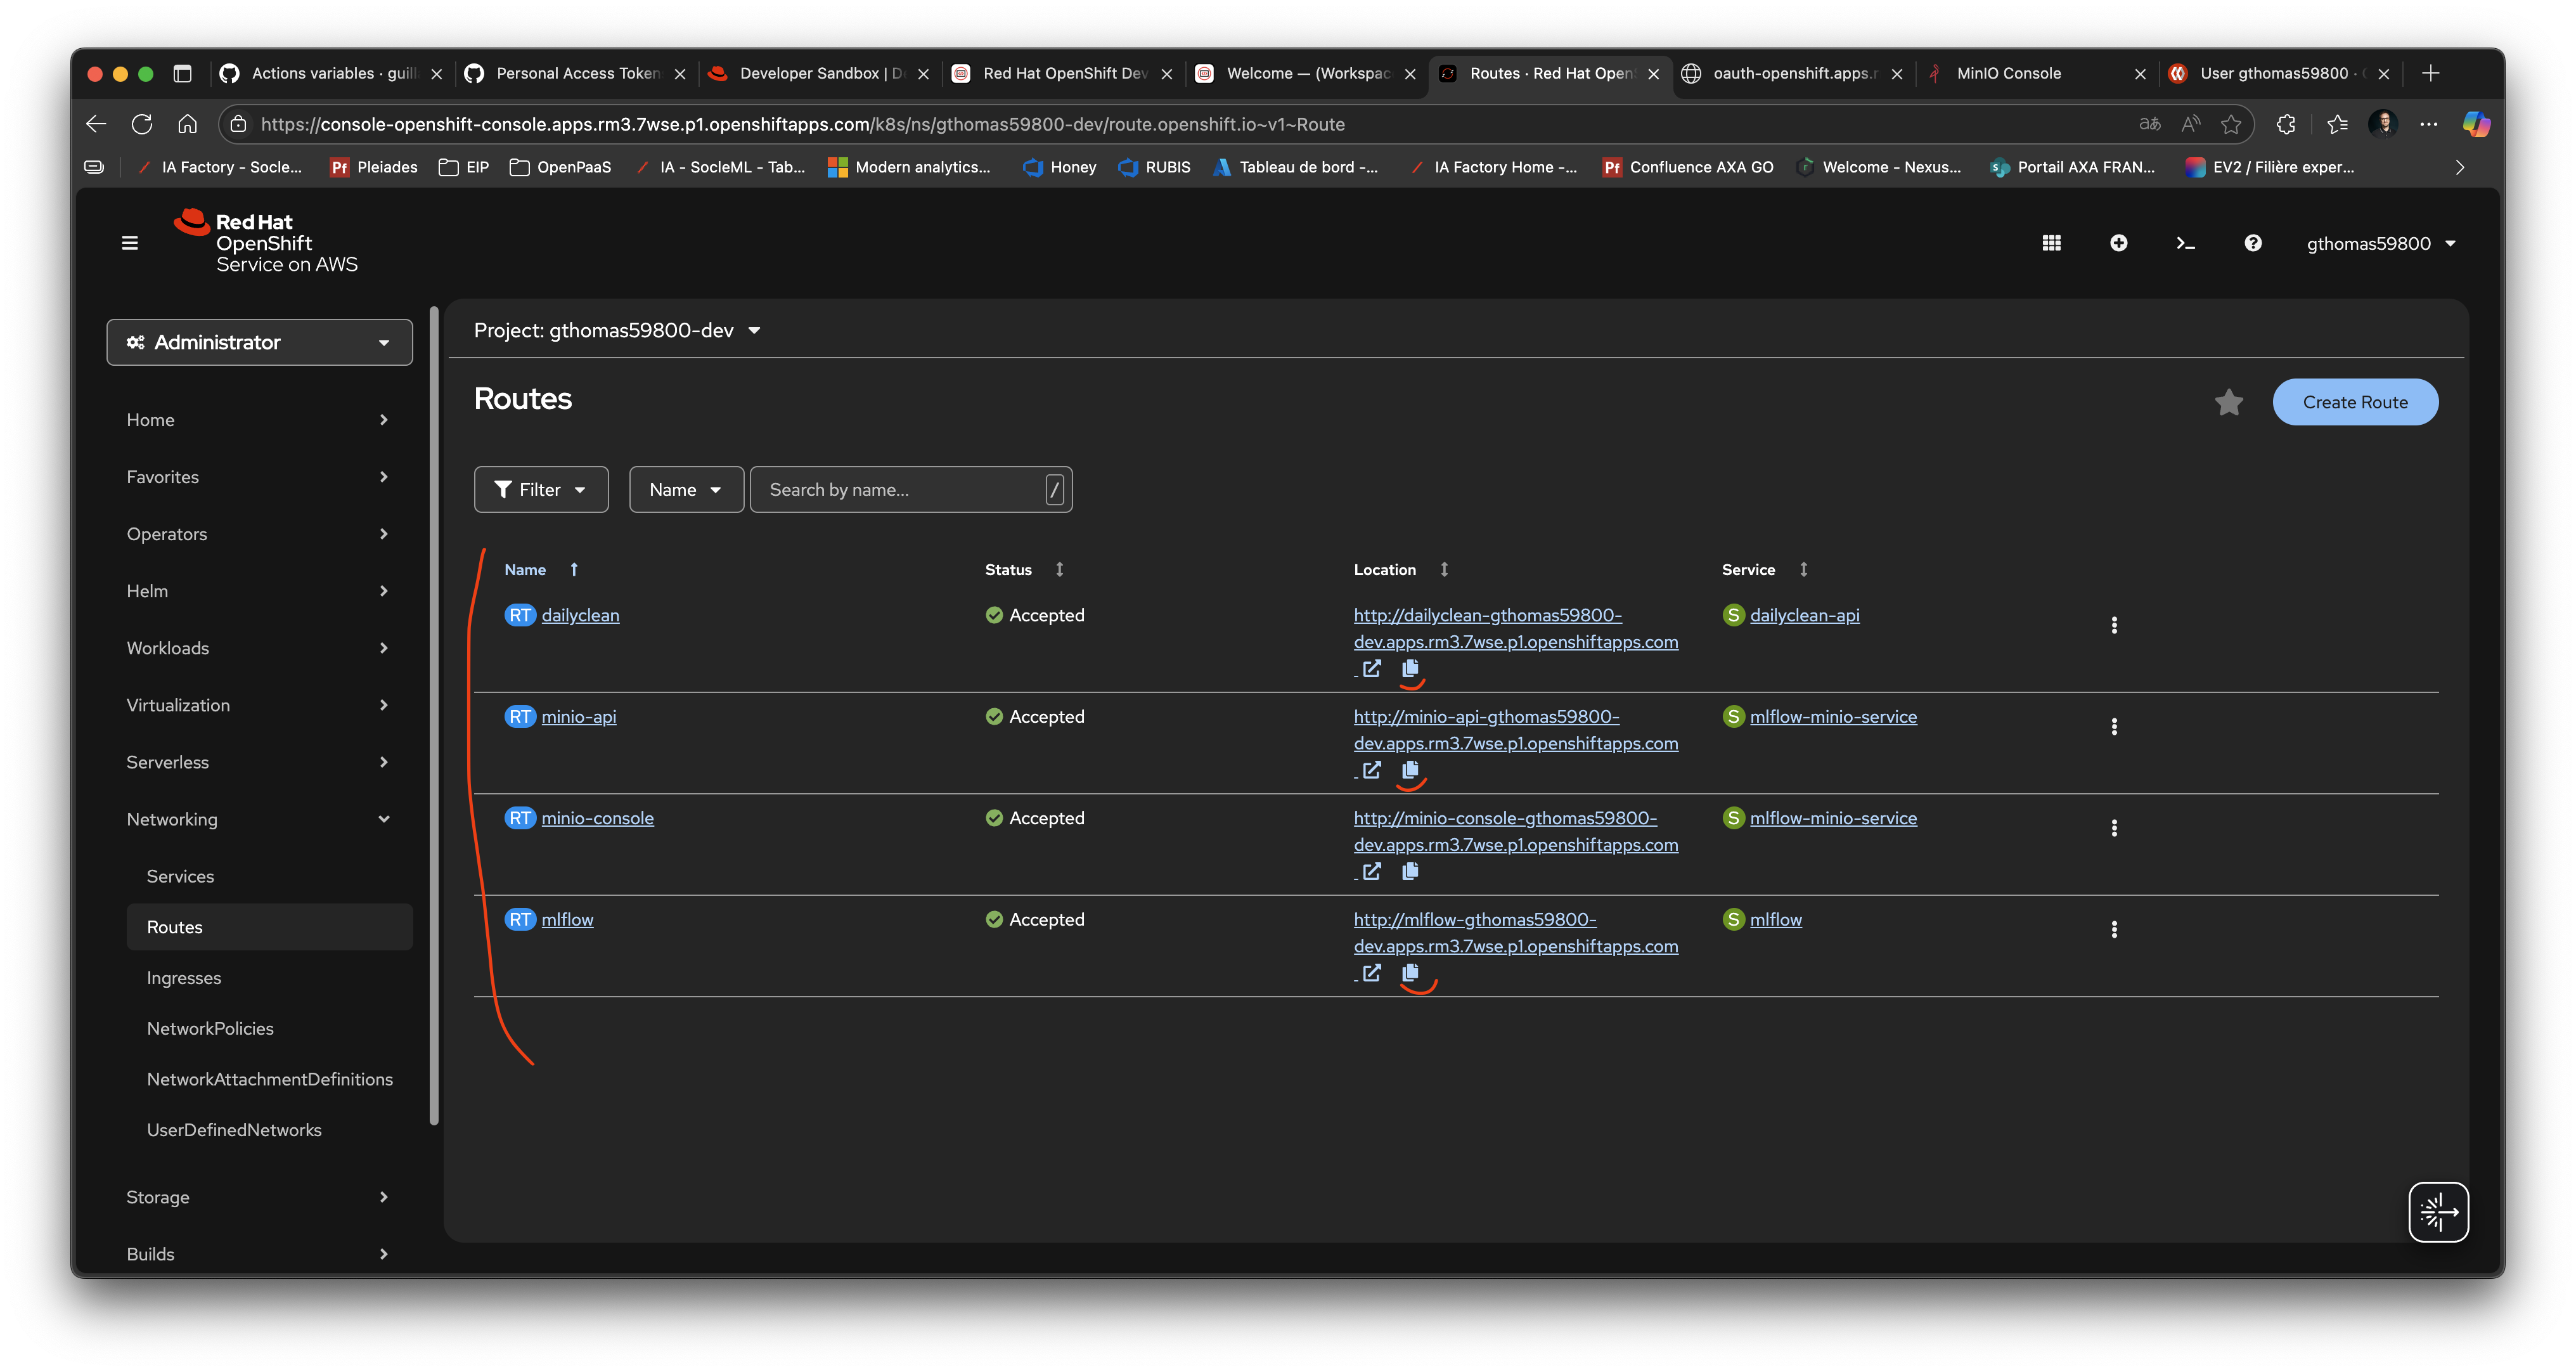 Actions variables · guill
Personal Access Token
Developer Sandbox | De
Red Hat OpenShift Dev
Welcome — (Workspac
Routes · Red Hat OpenS
oauth-openshift.apps.r
MinIO Console
User gthomas59800 ·
https://console-openshift-console.apps.rm3.7wse.p1.openshiftapps.com/k8s/ns/gthomas59800-dev/route.openshift.io~v1~Route
IA Factory - Socle...
Pf Pleiades
EIP
OpenPaaS
IA - SocleML - Tab...
Modern analytics...
Honey
RUBIS
Tableau de bord -...
IA Factory Home -...
Pf Confluence AXA GO
Welcome - Nexus...
Portail AXA FRAN...
EV2 / Filière exper...
Red Hat
OpenShift
Service on AWS
gthomas59800
Administrator
Home
Favorites
Operators
Helm
Workloads
Virtualization
Serverless
Networking
Services
Routes
Ingresses
NetworkPolicies
NetworkAttachmentDefinitions
UserDefinedNetworks
Storage
Builds
Project: gthomas59800-dev
Routes
Create Route
Filter
Name
Search by name...
/
Name Status Location Service
RT dailyclean Accepted http://dailyclean-gthomas59800- S dailyclean-api
dev.apps.rm3.7wse.p1.openshiftapps.com
RT minio-api Accepted http://minio-api-gthomas59800- S mlflow-minio-service
dev.apps.rm3.7wse.p1.openshiftapps.com
RT minio-console Accepted http://minio-console-gthomas59800- S mlflow-minio-service
dev.apps.rm3.7wse.p1.openshiftapps.com
RT mlflow Accepted http://mlflow-gthomas59800- S mlflow
dev.apps.rm3.7wse.p1.openshiftapps.com